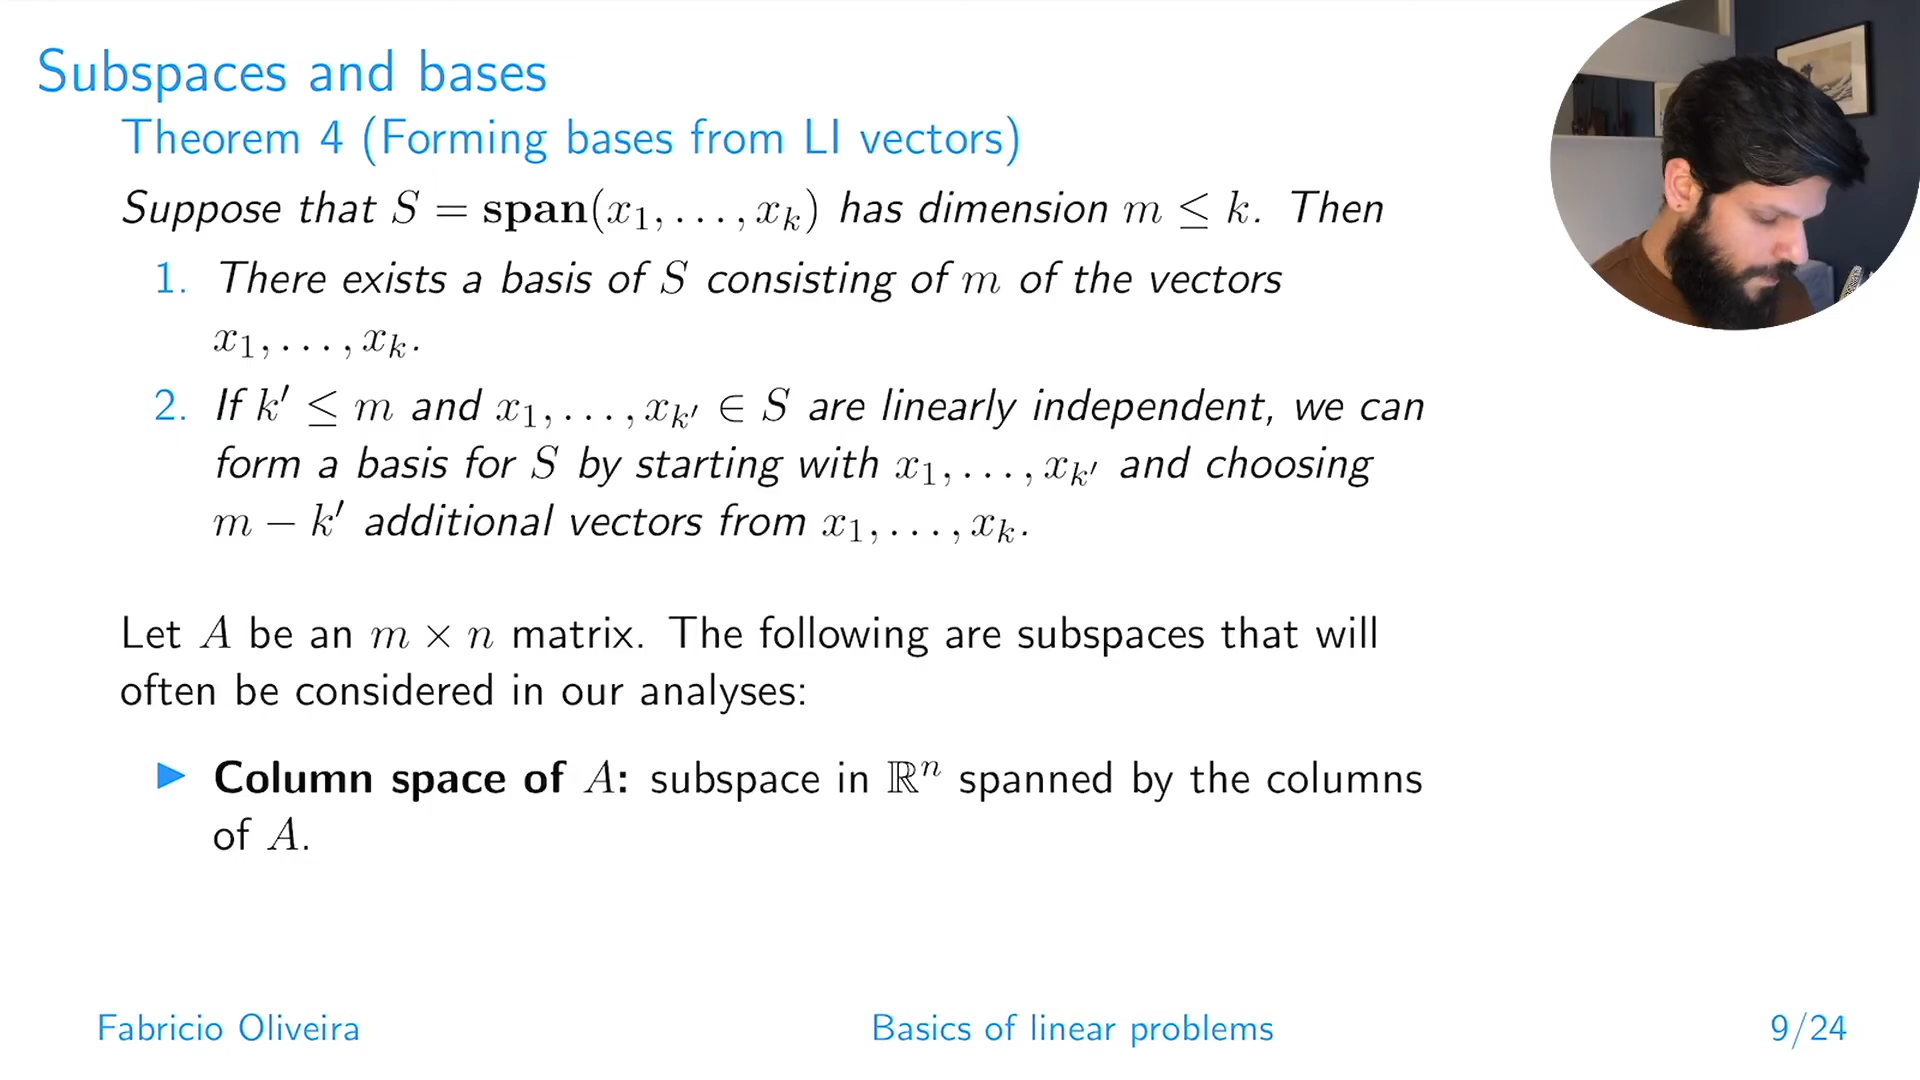 Subspaces and bases
Theorem 4 (Forming bases from LI vectors)
Suppose that S = span(x₁, . . . , xₖ) has dimension m ≤ k. Then
1. There exists a basis of S consisting of m of the vectors
x₁, . . . , xₖ.
2. If k′ ≤ m and x₁, . . . , xₖ′ ∈ S are linearly independent, we can
form a basis for S by starting with x₁, . . . , xₖ′ and choosing
m − k′ additional vectors from x₁, . . . , xₖ.
Let A be an m × n matrix. The following are subspaces that will
often be considered in our analyses:
▶ Column space of A: subspace in ℝⁿ spanned by the columns
of A.
Fabricio Oliveira Basics of linear problems 9/24